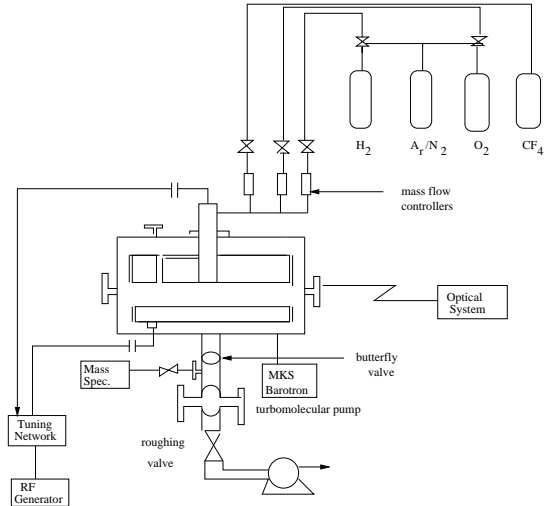 H2
Ar/N2
O2
CF4
mass flow
controllers
Optical
System
butterfly
valve
Mass
Spec.
MKS
Barotron
turbomolecular pump
Tuning
Network
roughing
valve
RF
Generator